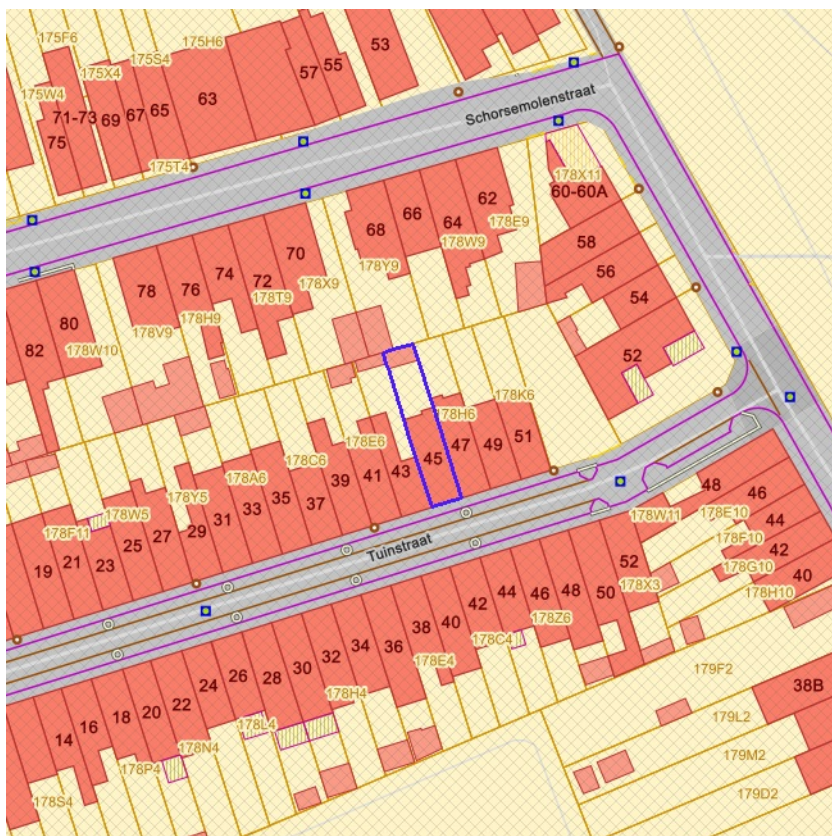 175F6
175H6
53
175S4
55
175X4
57
175W4
63
Schorsemolenstraat
65
67
71-73
69
75
175T4
178X11
60-60A
62
66
64
178E9
68
178W9
58
70
178Y9
74
72
56
76
178X9
78
178T9
54
178H9
80
178V9
82
178W10
52
178K6
178H6
51
178E6
47
49
45
178C6
43
41
39
178A6
37
35
33
178Y5
31
29
178W5
27
178F11
25
23
21
19
Tuinstraat
48
46
178W11
178E10
44
178F10
42
178G10
40
178H10
52
178X3
50
48
46
44
178Z6
42
178C4
40
38
178E4
36
34
32
178H4
30
28
26
178L4
24
22
178N4
20
18
178P4
16
14
178S4
179F2
38B
179L2
179M2
179D2